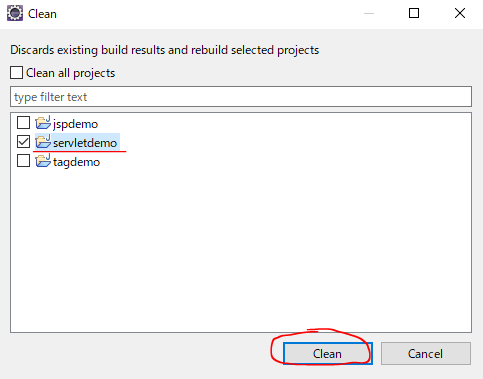 Clean
Discards existing build results and rebuild selected projects
Clean all projects
type filter text
jspdemo
servletdemo
tagdemo
Clean
Cancel